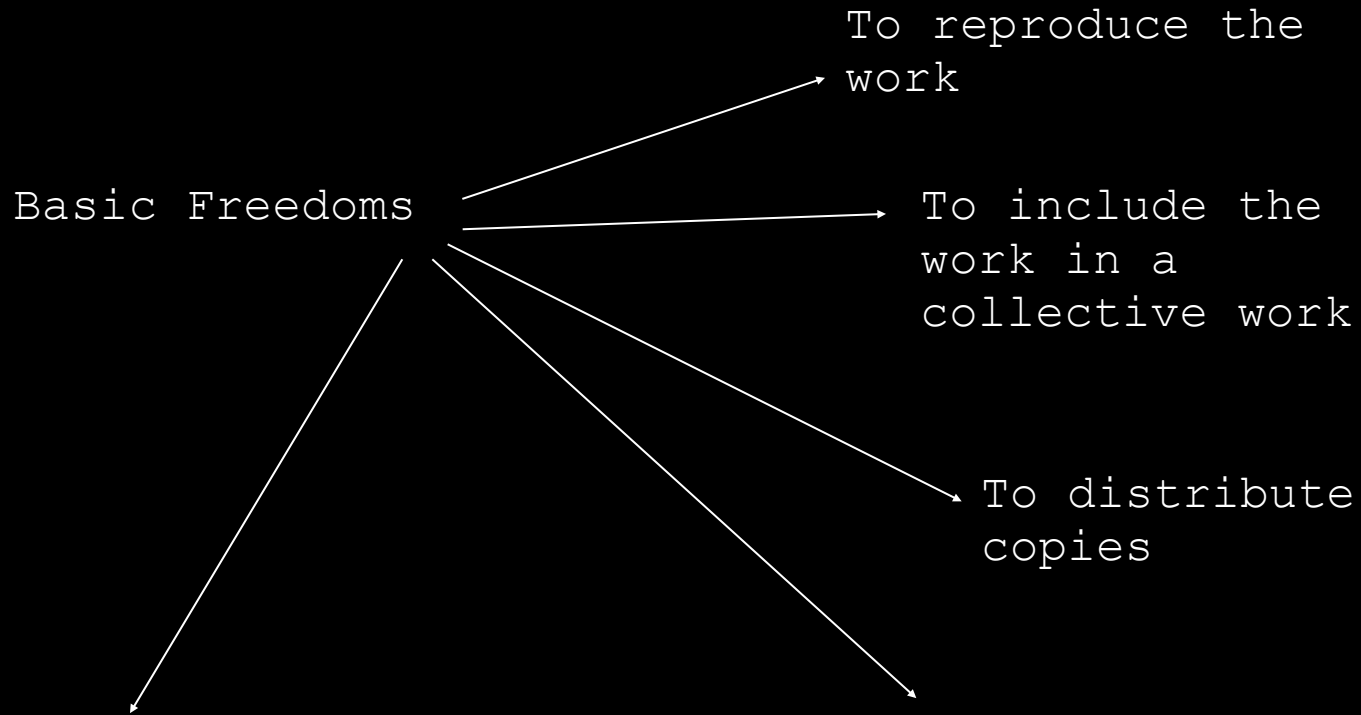 To reproduce the
work
Basic Freedoms
To include the
work in a
collective work
To distribute
copies